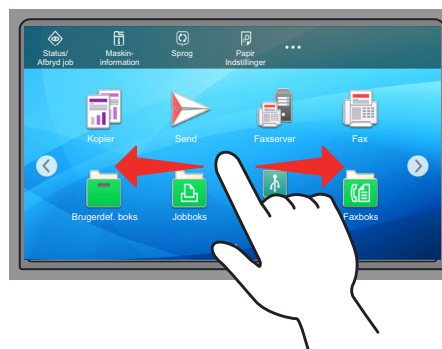 Status/
Afbryd job
Maskin-
information
Sprog
Papir
Indstillinger
Kopier
Send
Faxserver
Fax
Brugerdef. boks
Jobboks
Faxboks